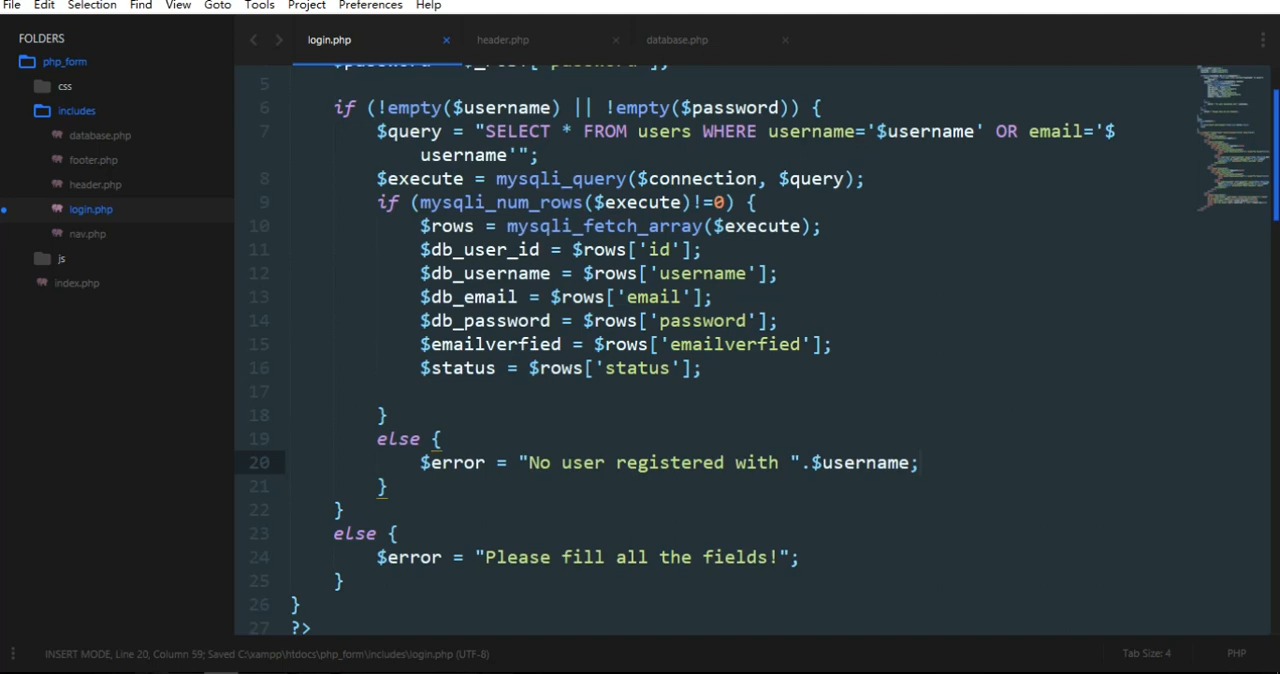 File Edit Selection Find View Goto Tools Project Preferences Help
FOLDERS
php_form
css
includes
database.php
footer.php
header.php
login.php
nav.php
js
index.php
login.php × header.php × database.php ×
5
6 if (!empty($username) || !empty($password)) {
7 $query = "SELECT * FROM users WHERE username='$username' OR email='$
username'";
8 $execute = mysqli_query($connection, $query);
9 if (mysqli_num_rows($execute)!=0) {
10 $rows = mysqli_fetch_array($execute);
11 $db_user_id = $rows['id'];
12 $db_username = $rows['username'];
13 $db_email = $rows['email'];
14 $db_password = $rows['password'];
15 $emailverfied = $rows['emailverfied'];
16 $status = $rows['status'];
17
18 }
19 else {
20 $error = "No user registered with ".$username;
21 }
22 }
23 else {
24 $error = "Please fill all the fields!";
25 }
26 }
27 ?>
INSERT MODE, Line 20, Column 59; Saved C:\xampp\htdocs\php_form\includes\login.php (UTF-8) Tab Size: 4 PHP